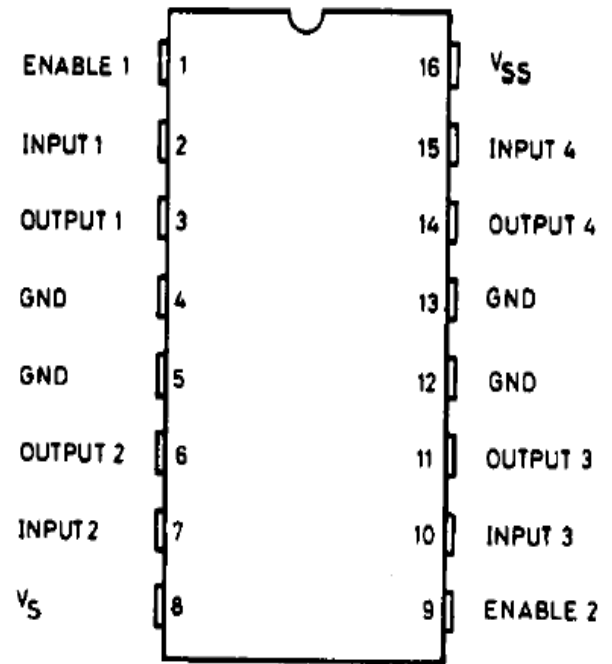 ENABLE 1 1 16 VSS
INPUT 1 2 15 INPUT 4
OUTPUT 1 3 14 OUTPUT 4
GND 4 13 GND
GND 5 12 GND
OUTPUT 2 6 11 OUTPUT 3
INPUT 2 7 10 INPUT 3
VS 8 9 ENABLE 2